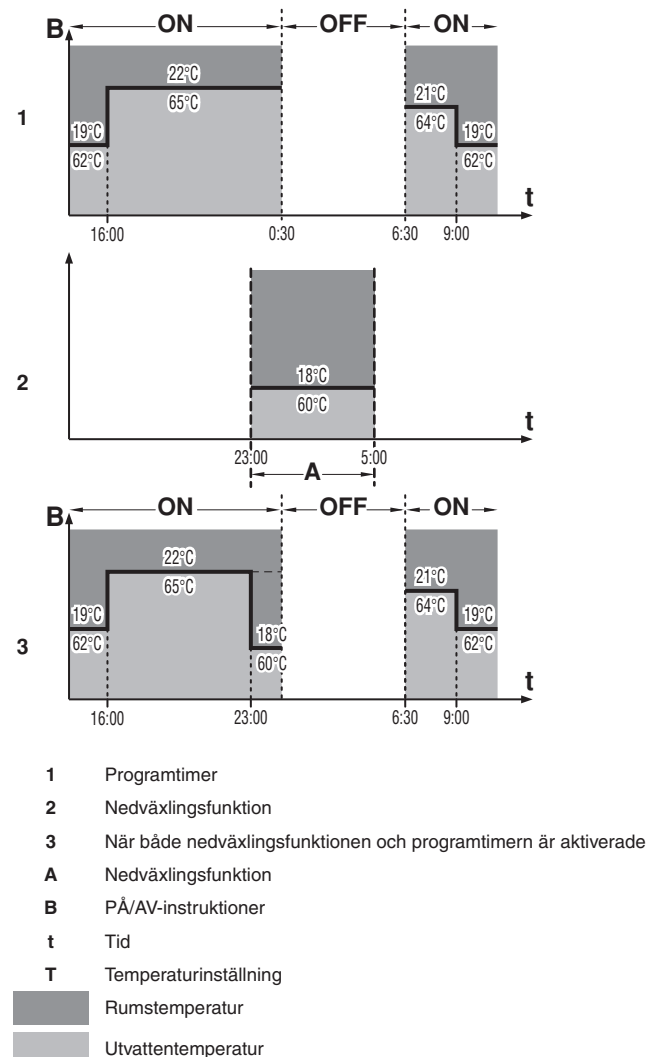 B ON OFF ON
22°C
65°C
21°C
64°C
19°C
62°C
19°C
62°C
1
t
16:00 0:30 6:30 9:00
18°C
60°C
2
t
23:00 5:00
A
B ON OFF ON
22°C
65°C
21°C
64°C
19°C
62°C
18°C
60°C
19°C
62°C
3
t
16:00 23:00 6:30 9:00
1 Programtimer
2 Nedväxlingsfunktion
3 När både nedväxlingsfunktionen och programtimern är aktiverade
A Nedväxlingsfunktion
B PÅ/AV-instruktioner
t Tid
T Temperaturinställning
Rumstemperatur
Utvattentemperatur